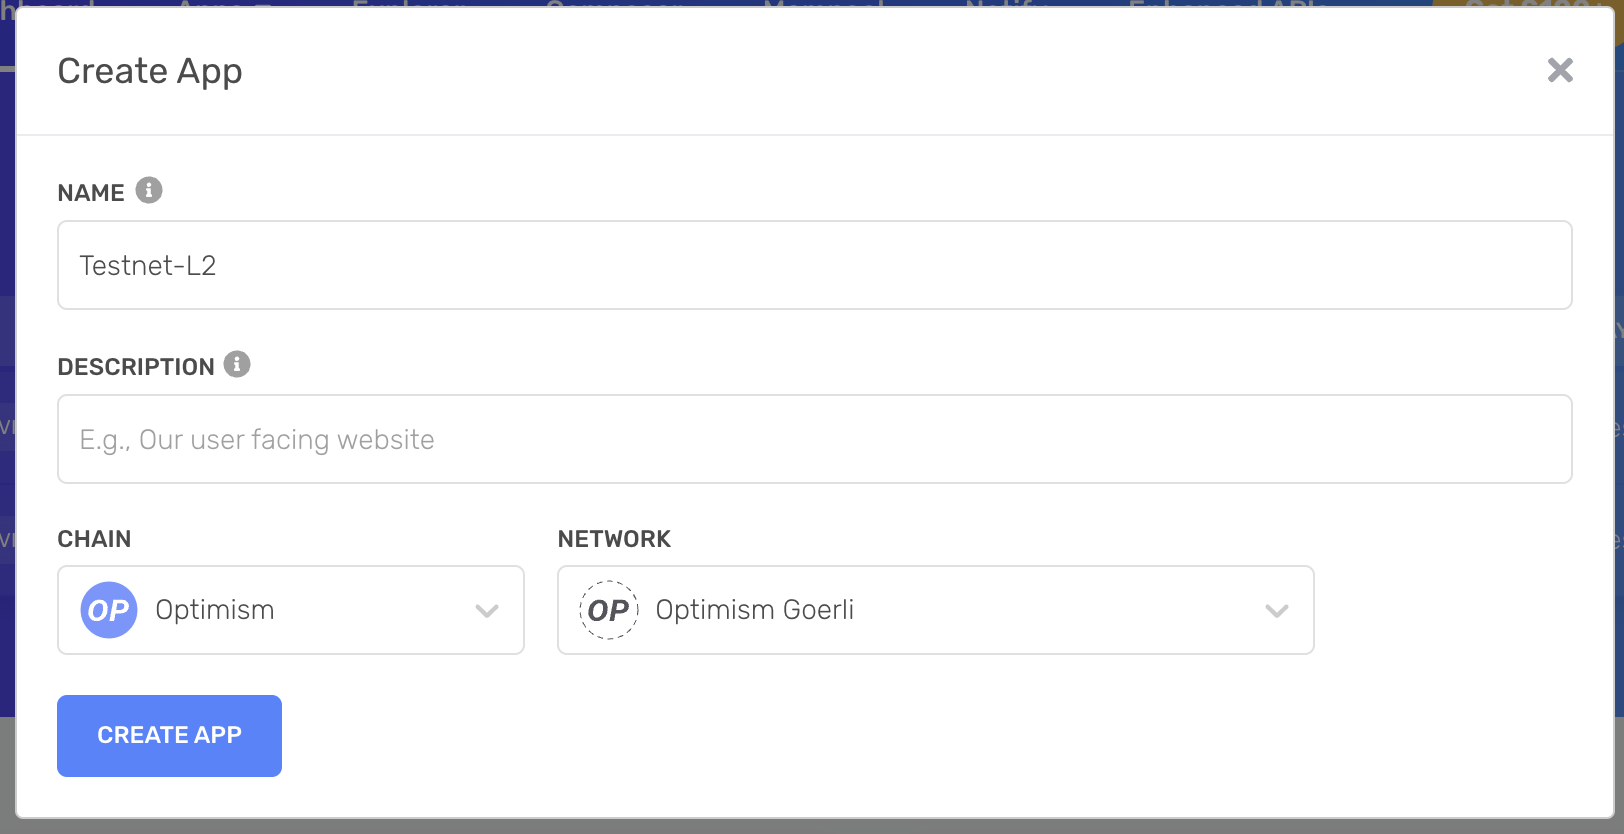 Create App
NAME
Testnet-L2
DESCRIPTION
E.g., Our user facing website
CHAIN
NETWORK
OP Optimism
OP Optimism Goerli
CREATE APP